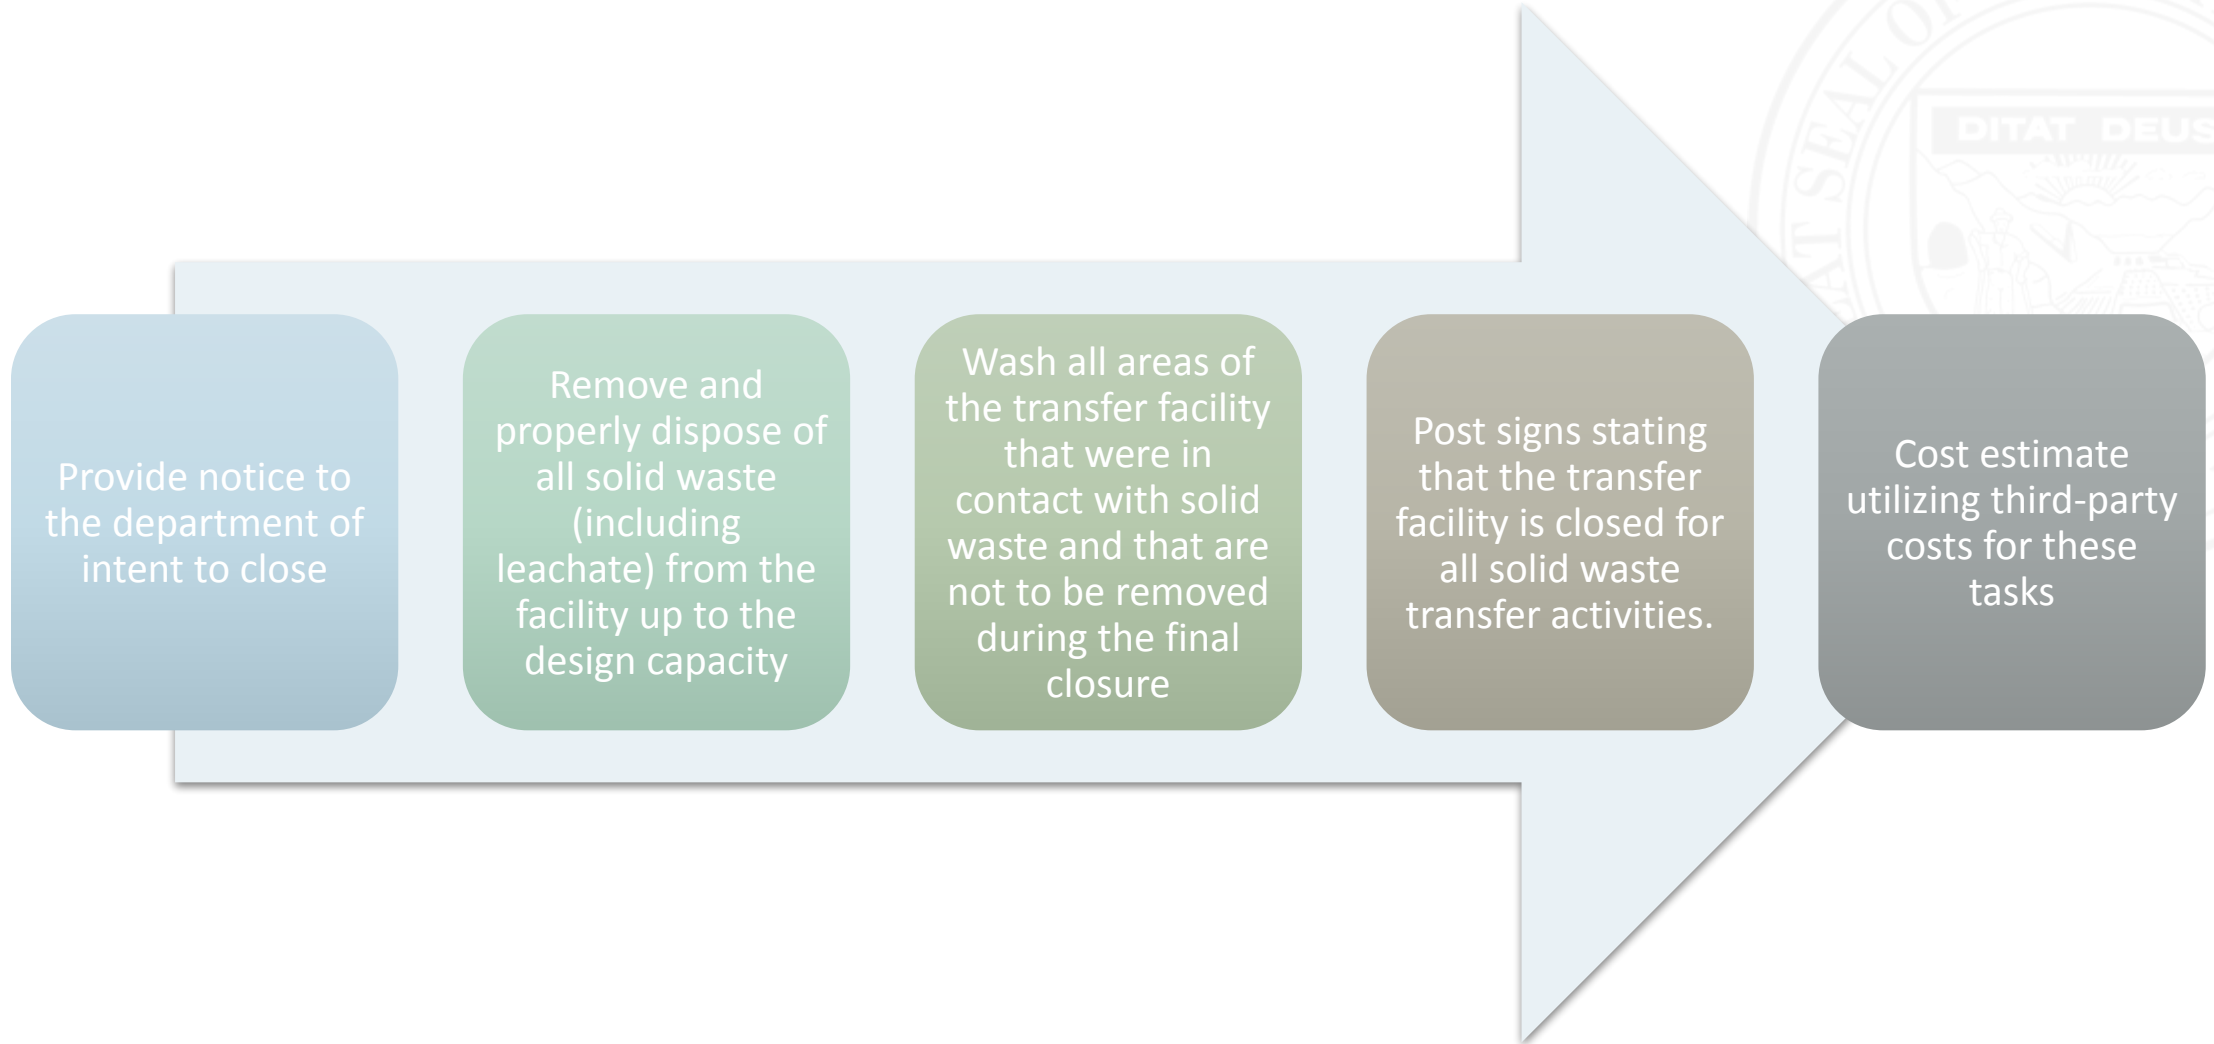 Provide notice to
the department of
intent to close
Remove and
properly dispose of
all solid waste
(including
leachate) from the
facility up to the
design capacity
Wash all areas of
the transfer facility
that were in
contact with solid
waste and that are
not to be removed
during the final
closure
Post signs stating
that the transfer
facility is closed for
all solid waste
transfer activities.
Cost estimate
utilizing third-party
costs for these
tasks
DITAT DEUS
SEAL OF